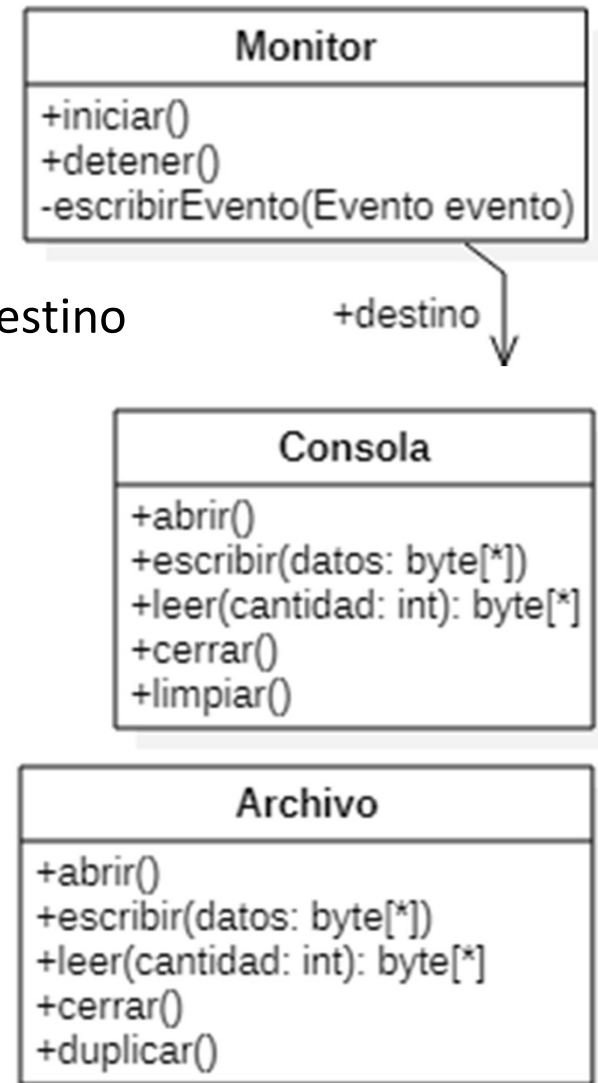 Monitor
+iniciar()
+detener()
-escribirEvento(Evento evento)
estino
+destino
Consola
+abrir()
+escribir(datos: byte[*])
+leer(cantidad: int): byte[*]
+cerrar()
+limpiar()
Archivo
+abrir()
+escribir(datos: byte[*])
+leer(cantidad: int): byte[*]
+cerrar()
+duplicar()